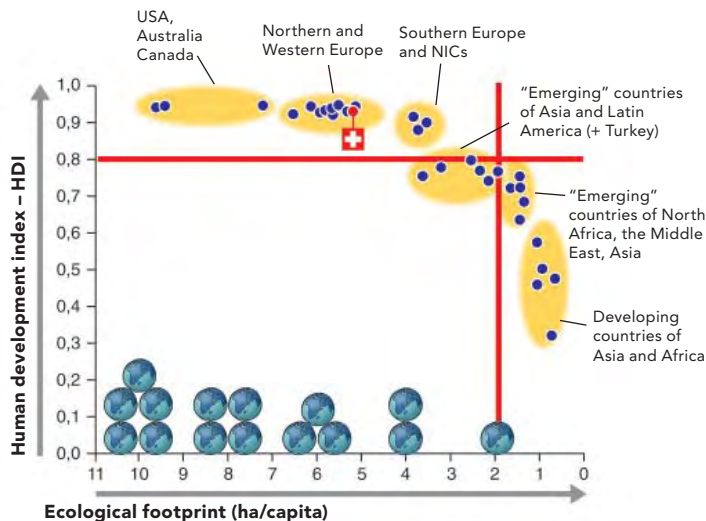 USA,
Australia
Canada
Northern and
Western Europe
Southern Europe
and NICs
"Emerging" countries
of Asia and Latin
America (+ Turkey)
"Emerging"
countries of North
Africa, the Middle
East, Asia
Developing
countries of
Asia and Africa
Human development index – HDI
1,0
0,9
0,8
0,7
0,6
0,5
0,4
0,3
0,2
0,1
0,0
11 10 9 8 7 6 5 4 3 2 1 0
Ecological footprint (ha/capita)